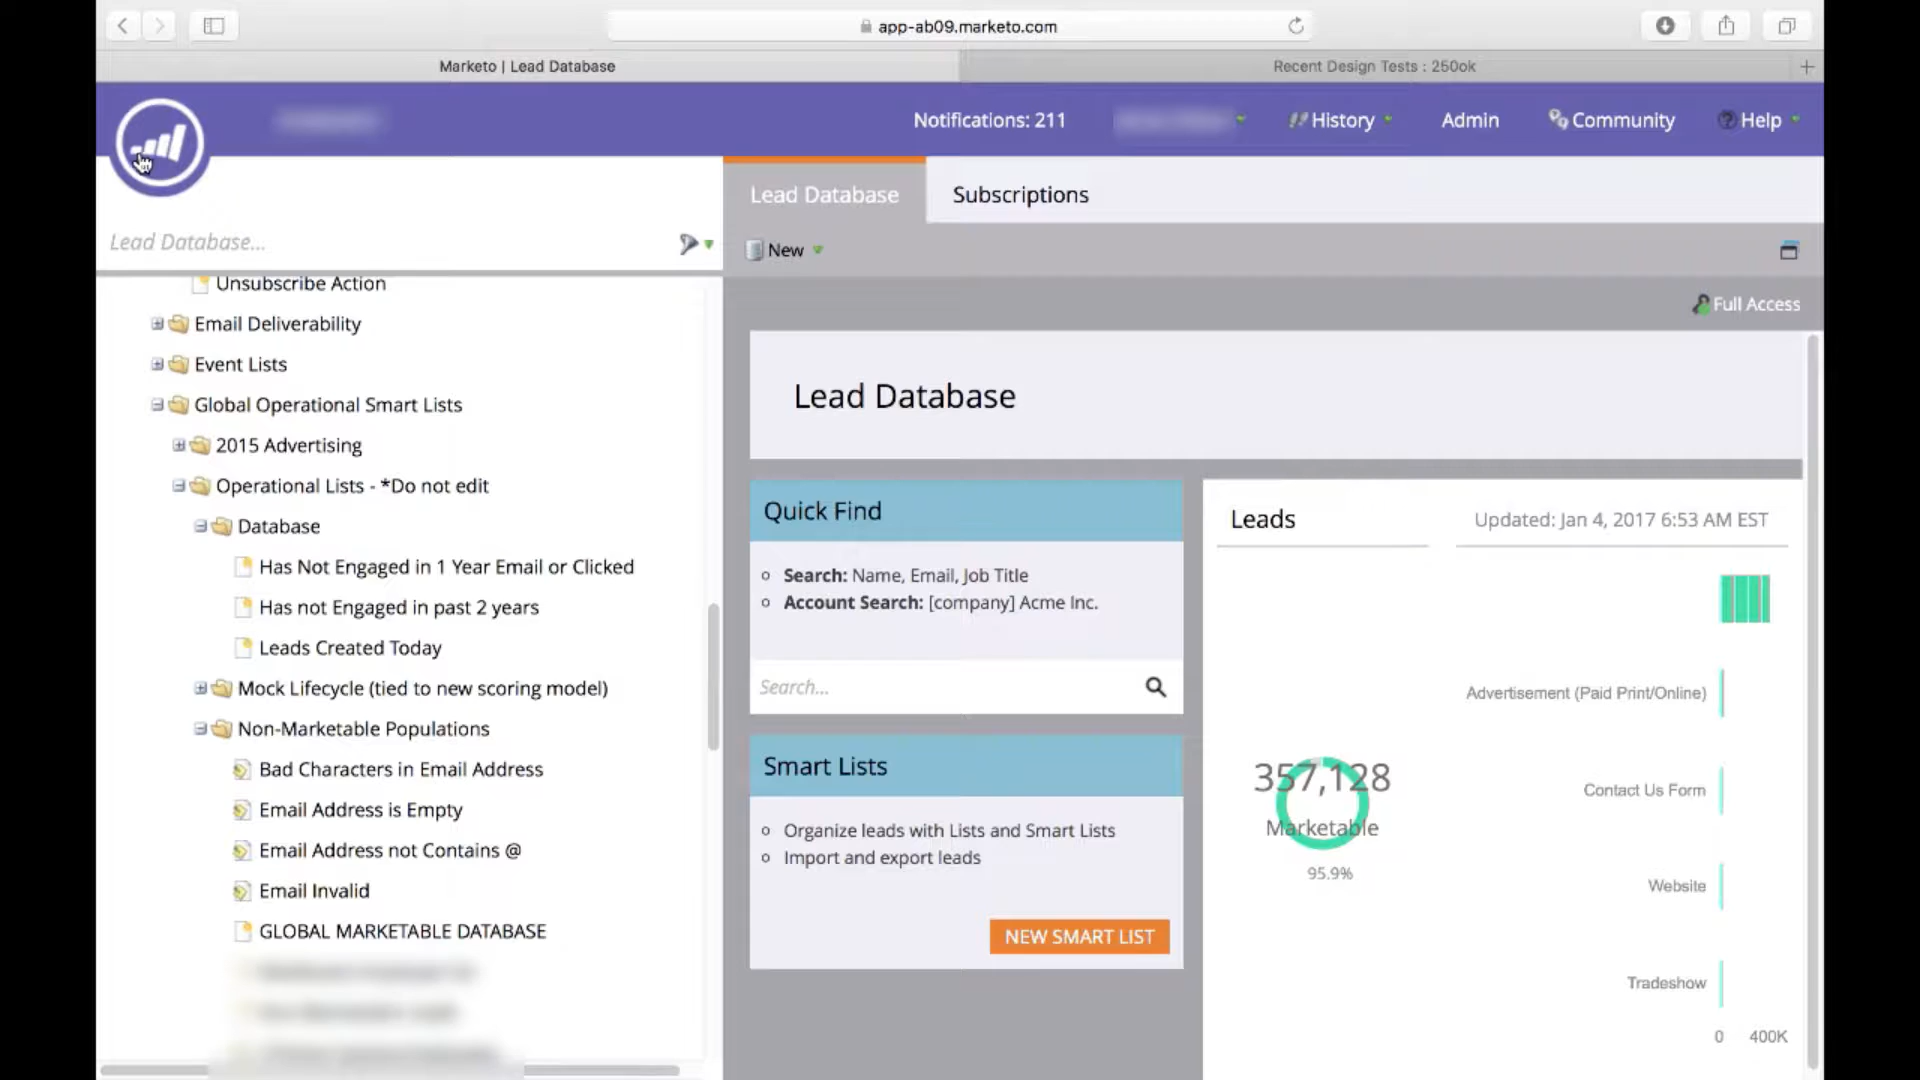 app-ab09.marketo.com
Marketo | Lead Database
Recent Design Tests : 250ok
Notifications: 211
History
Admin
Community
Help
Lead Database...
Lead Database
Subscriptions
New
Full Access
Unsubscribe Action
Email Deliverability
Event Lists
Global Operational Smart Lists
2015 Advertising
Operational Lists - *Do not edit
Database
Has Not Engaged in 1 Year Email or Clicked
Has not Engaged in past 2 years
Leads Created Today
Mock Lifecycle (tied to new scoring model)
Non-Marketable Populations
Bad Characters in Email Address
Email Address is Empty
Email Address not Contains @
Email Invalid
GLOBAL MARKETABLE DATABASE
Lead Database
Quick Find
Search: Name, Email, Job Title
Account Search: [company] Acme Inc.
Search...
Smart Lists
Organize leads with Lists and Smart Lists
Import and export leads
NEW SMART LIST
Leads
Updated: Jan 4, 2017 6:53 AM EST
357,128
Marketable
95.9%
Advertisement (Paid Print/Online)
Contact Us Form
Website
Tradeshow
0 400K